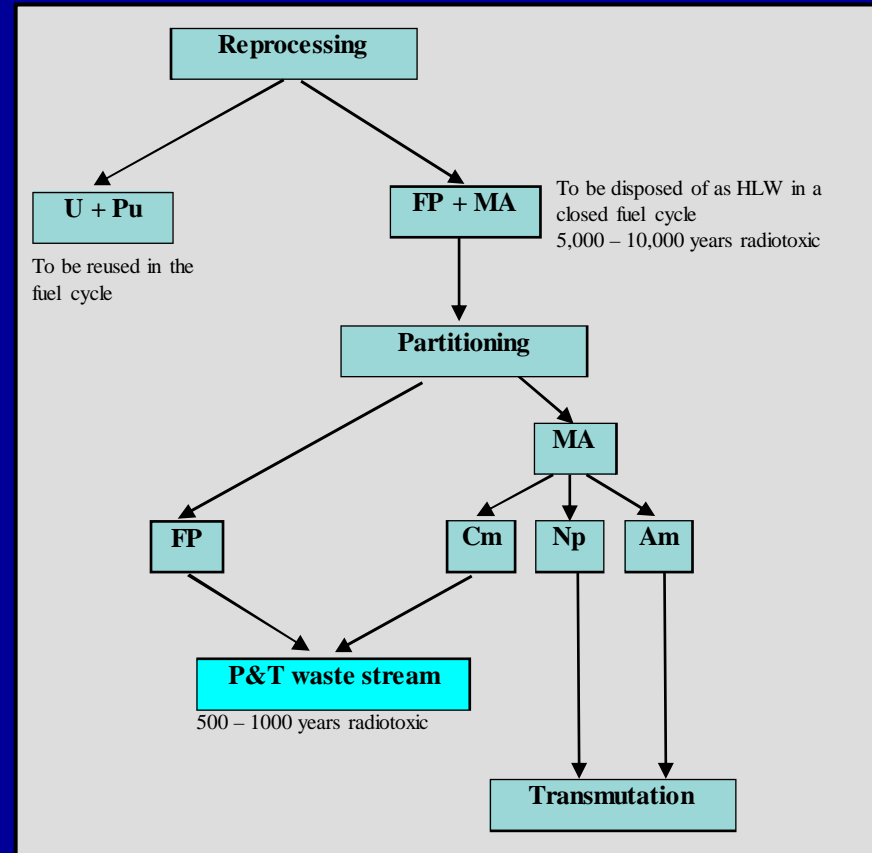 Reprocessing
U + Pu
To be reused in the
fuel cycle
FP + MA
To be disposed of as HLW in a
closed fuel cycle
5,000 – 10,000 years radiotoxic
Partitioning
MA
FP
Cm
Np
Am
P&T waste stream
500 – 1000 years radiotoxic
Transmutation